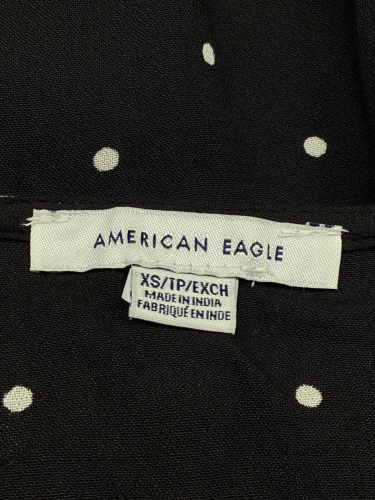 AMERICAN EAGLE
XS/TP/EXCH
MADE IN INDIA
FABRIQUÉ EN INDE